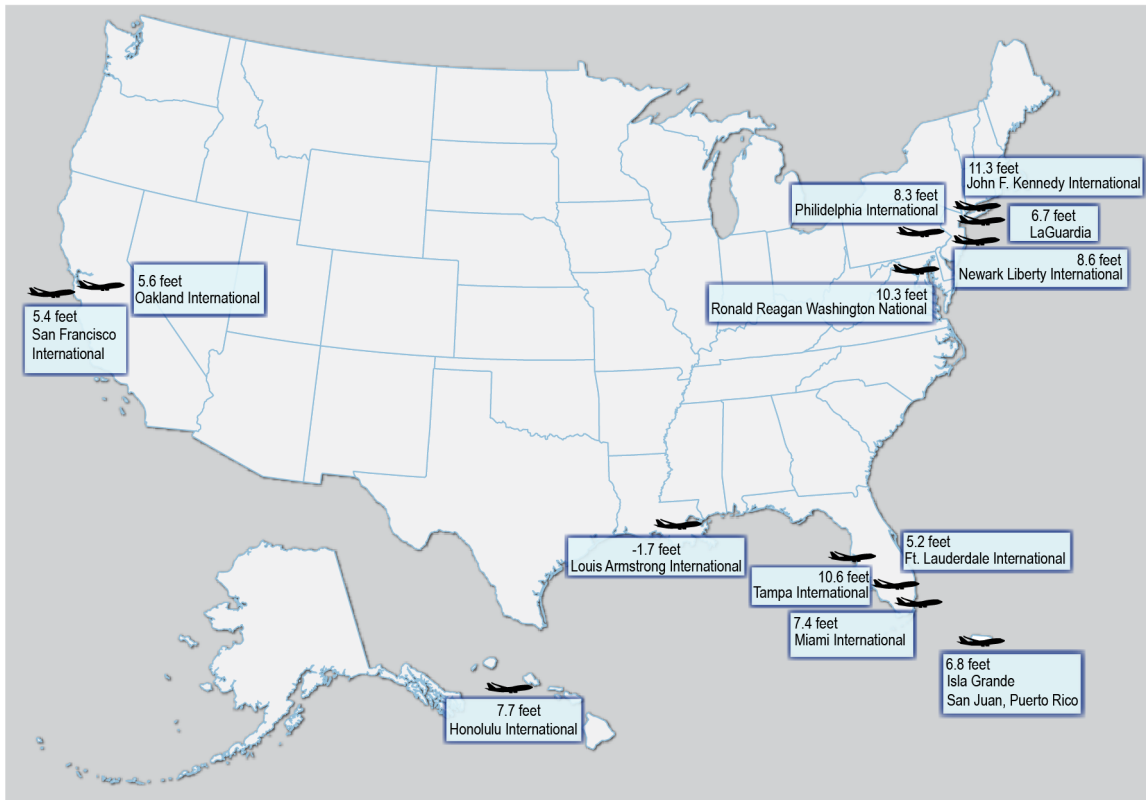 11.3 feet
John F. Kennedy International
8.3 feet
Philidelphia International
6.7 feet
LaGuardia
8.6 feet
Newark Liberty International
5.6 feet
Oakland International
10.3 feet
Ronald Reagan Washington National
5.4 feet
San Francisco
International
5.2 feet
Ft. Lauderdale International
-1.7 feet
Louis Armstrong International
10.6 feet
Tampa International
7.4 feet
Miami International
6.8 feet
Isla Grande
San Juan, Puerto Rico
7.7 feet
Honolulu International